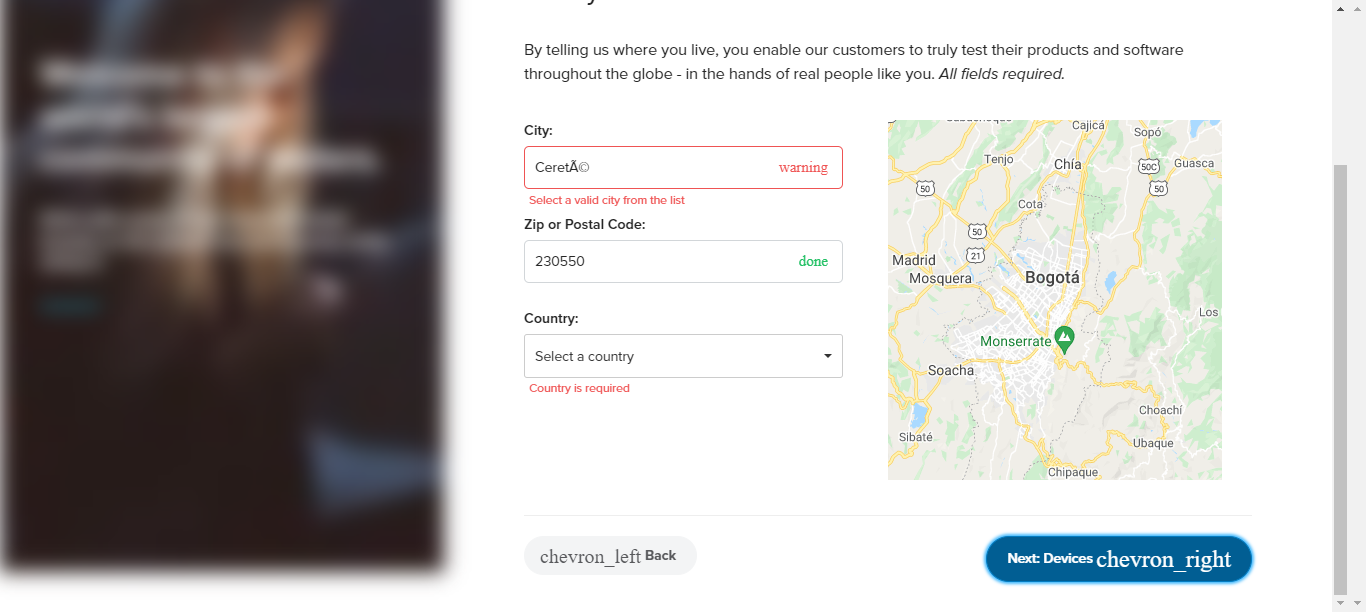 By telling us where you live, you enable our customers to truly test their products and software
throughout the globe - in the hands of real people like you. All fields required.
City:
CeretÃ©
warning
Select a valid city from the list
Zip or Postal Code:
230550
done
Country:
Select a country
Country is required
Cajicá
Sopó
Tenjo
Chía
50C
Guasca
50
50
Cota
50
21
Madrid
Mosquera
Bogotá
Los
Monserrate
Soacha
Choachí
Sibaté
Ubaque
Chipaque
chevron_left Back
Next: Devices chevron_right